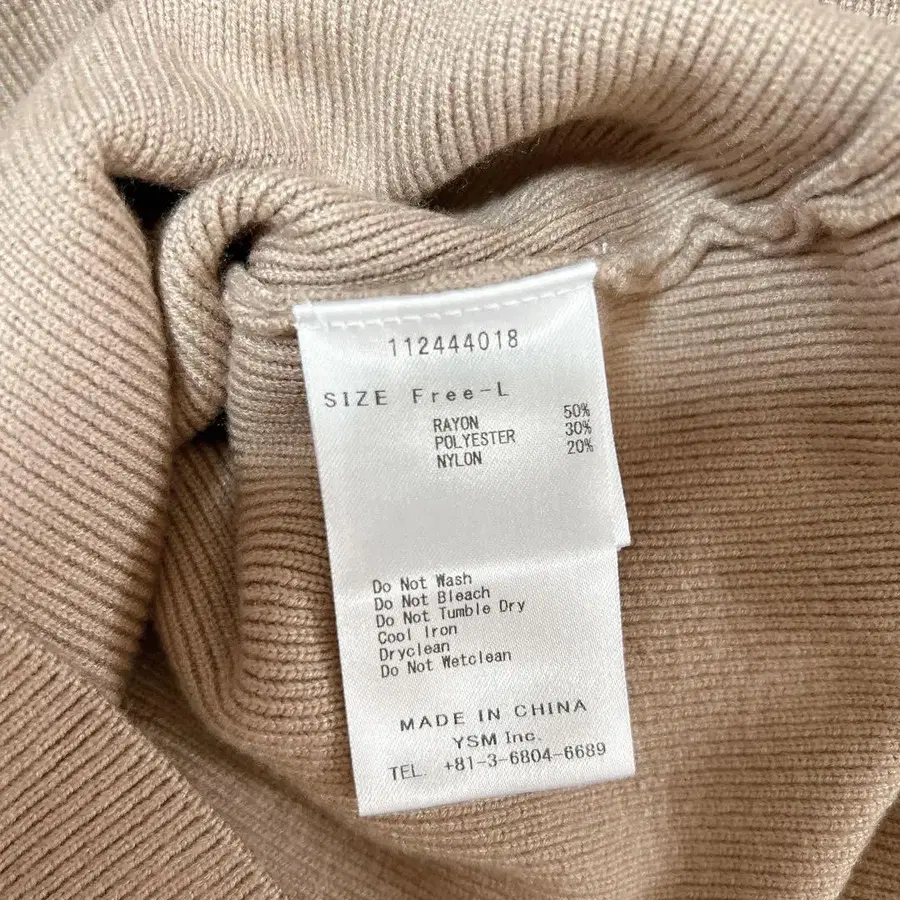 112444018
SIZE Free-L
RAYON 50%
POLYESTER 30%
NYLON 20%
Do Not Wash
Do Not Bleach
Do Not Tumble Dry
Cool Iron
Dryclean
Do Not Wetclean
MADE IN CHINA
YSM Inc.
TEL. +81-3-6804-6689